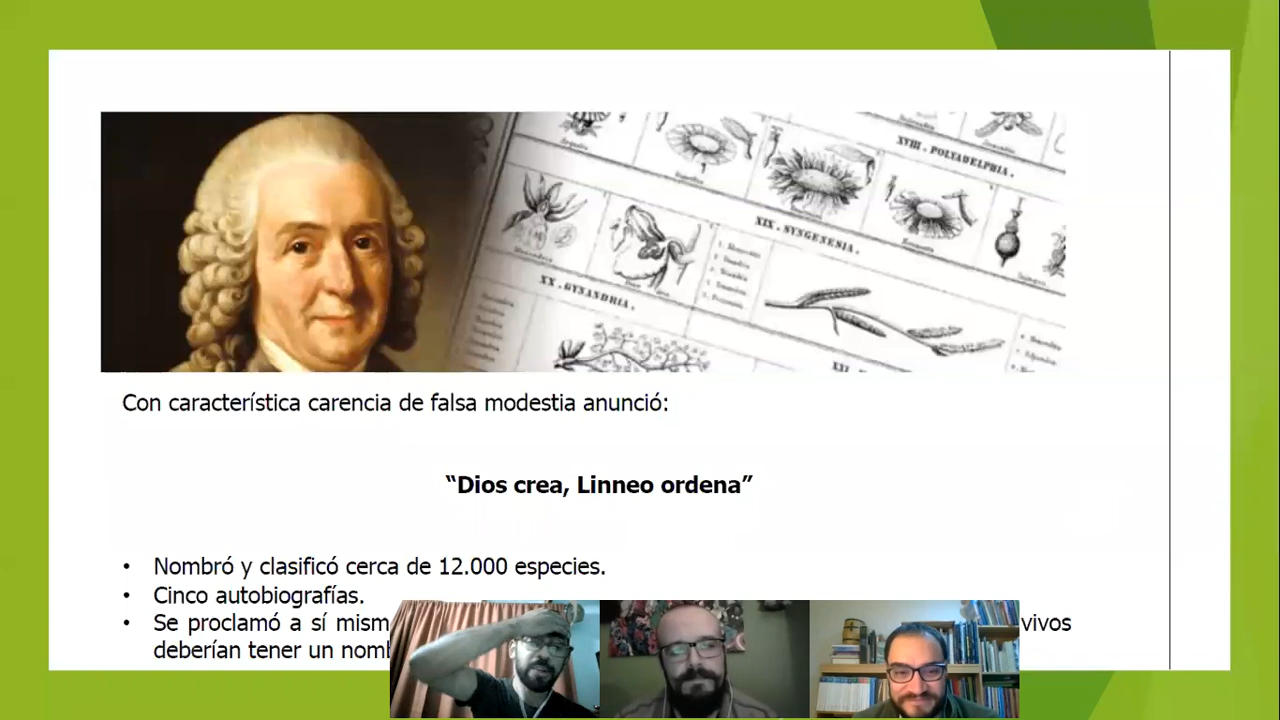 XVIII. POLYADELPHIA.
XIX. SYNGENESIA.
XX. GYNANDRIA.
Con característica carencia de falsa modestia anunció:
“Dios crea, Linneo ordena”
• Nombró y clasificó cerca de 12.000 especies.
• Cinco autobiografías.
• Se proclamó a sí mism vivos
deberían tener un nomb